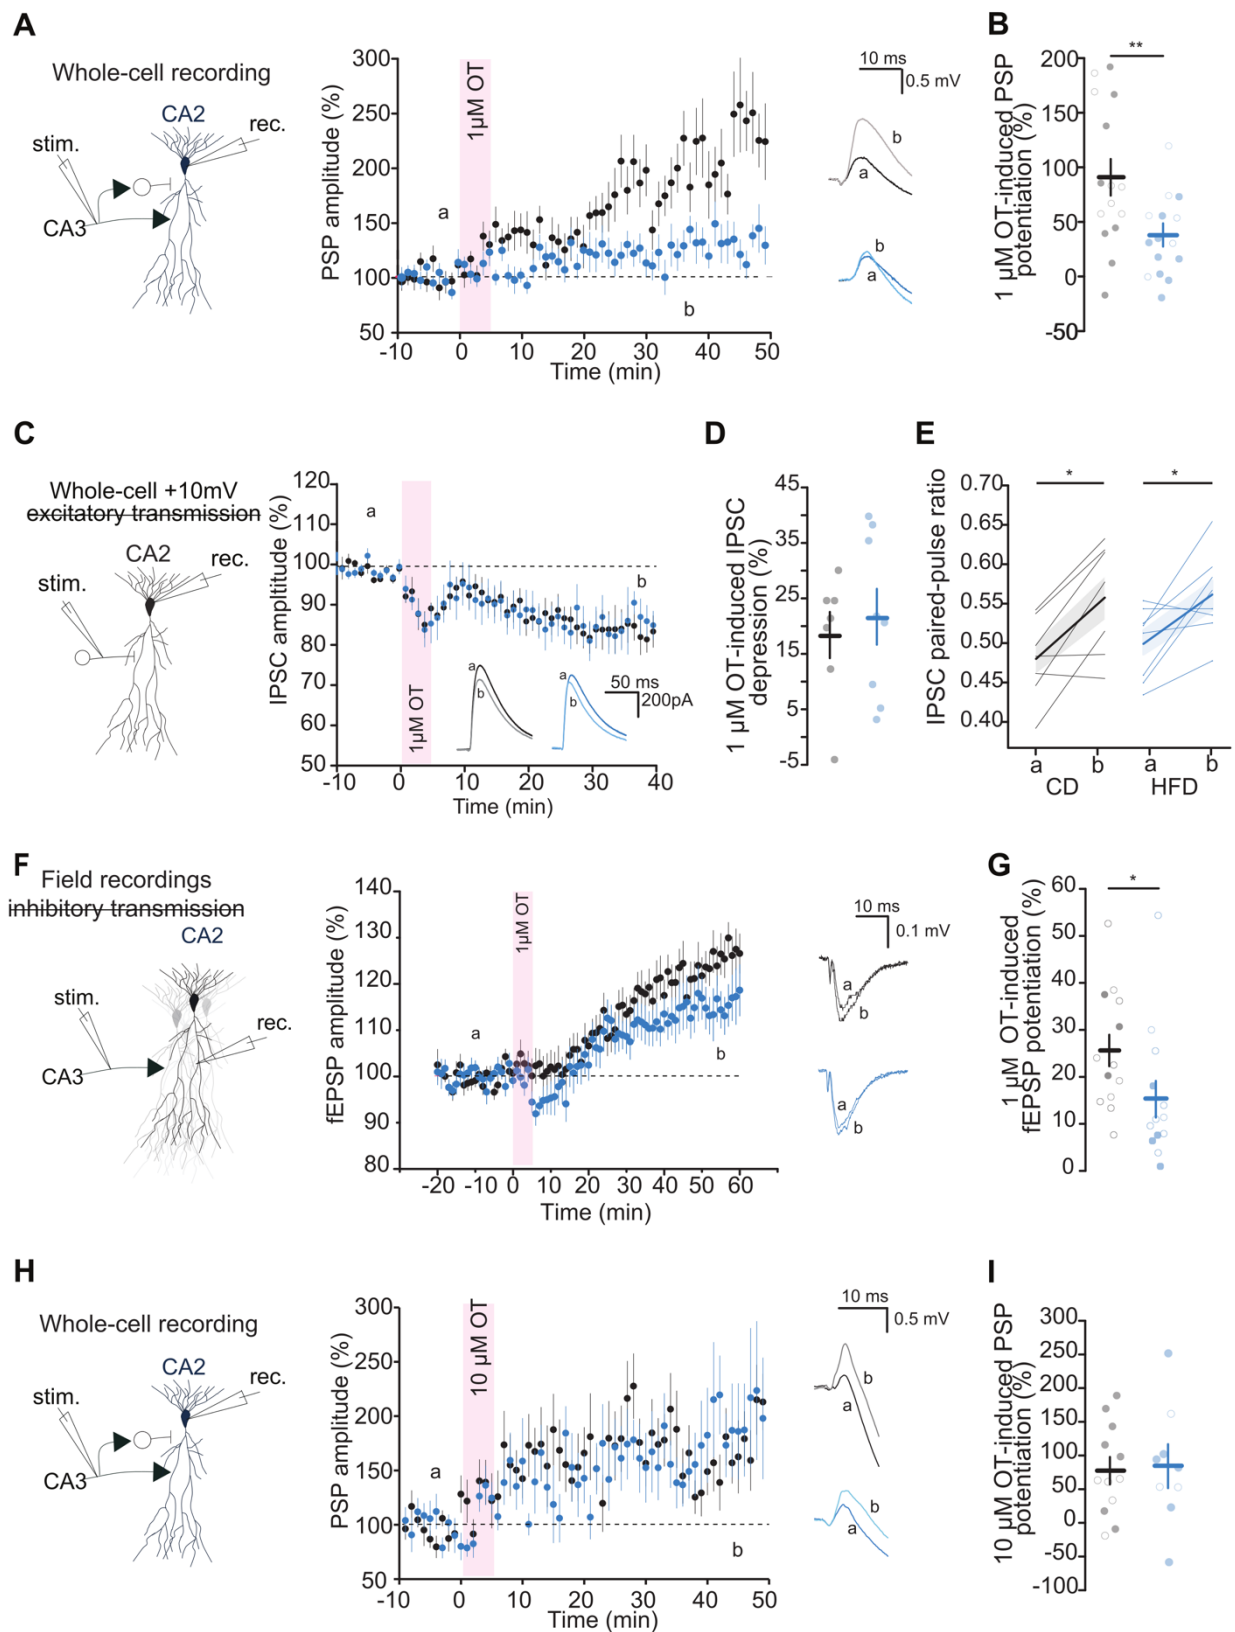 A
Whole-cell recording
CA2
rec.
stim.
CA3
PSP amplitude (%)
300
250
200
150
100
50
1µM OT
a
b
-10 0 10 20 30 40 50
Time (min)
10 ms
0.5 mV
b
a
b
a
B
**
1 µM OT-induced PSP
potentiation (%)
200
150
100
50
0
-50
C
Whole-cell +10mV
excitatory transmission
CA2
rec.
stim.
IPSC ampltitude (%)
120
110
100
90
80
70
60
50
a
b
1µM OT
a
b
a
b
50 ms
200pA
-10 0 10 20 30 40
Time (min)
D
1 µM OT-induced IPSC
depression (%)
45
35
25
15
5
-5
E
IPSC paired-pulse ratio
0.70
0.65
0.60
0.55
0.50
0.45
0.40
* *
a b a b
CD HFD
F
Field recordings
inhibitory transmission
CA2
stim.
rec.
CA3
fEPSP amplitude (%)
140
130
120
110
100
90
80
1µM OT
a
b
-20 -10 0 10 20 30 40 50 60
Time (min)
10 ms
0.1 mV
a
b
a
b
G
*
1 µM OT-induced
fEPSP potentiation (%)
60
50
40
30
20
10
0
H
Whole-cell recording
CA2
rec.
stim.
CA3
PSP amplitude (%)
300
250
200
150
100
50
10 µM OT
a
b
-10 0 10 20 30 40 50
Time (min)
10 ms
0.5 mV
b
a
b
a
I
10 µM OT-induced PSP
potentiation (%)
300
250
200
150
100
50
0
-50
-100